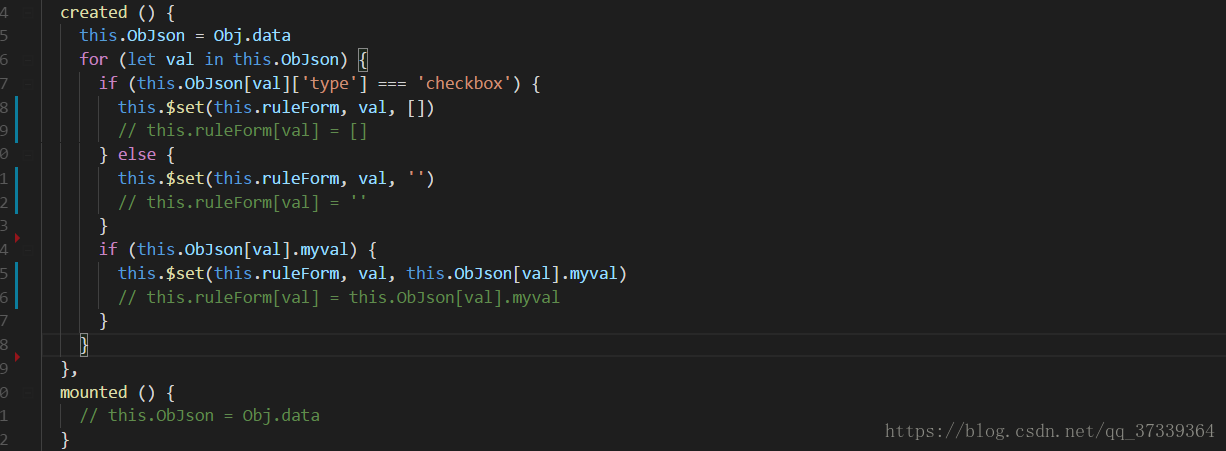 4 created () {
5 this.ObJson = Obj.data
6 for (let val in this.ObJson) {
7 if (this.ObJson[val]['type'] === 'checkbox') {
8 this.$set(this.ruleForm, val, [])
9 // this.ruleForm[val] = []
0 } else {
1 this.$set(this.ruleForm, val, '')
2 // this.ruleForm[val] = ''
3 }
4 if (this.ObJson[val].myval) {
5 this.$set(this.ruleForm, val, this.ObJson[val].myval)
6 // this.ruleForm[val] = this.ObJson[val].myval
7 }
8 }
9 },
0 mounted () {
1 // this.ObJson = Obj.data
2 }
https://blog.csdn.net/qq_37339364